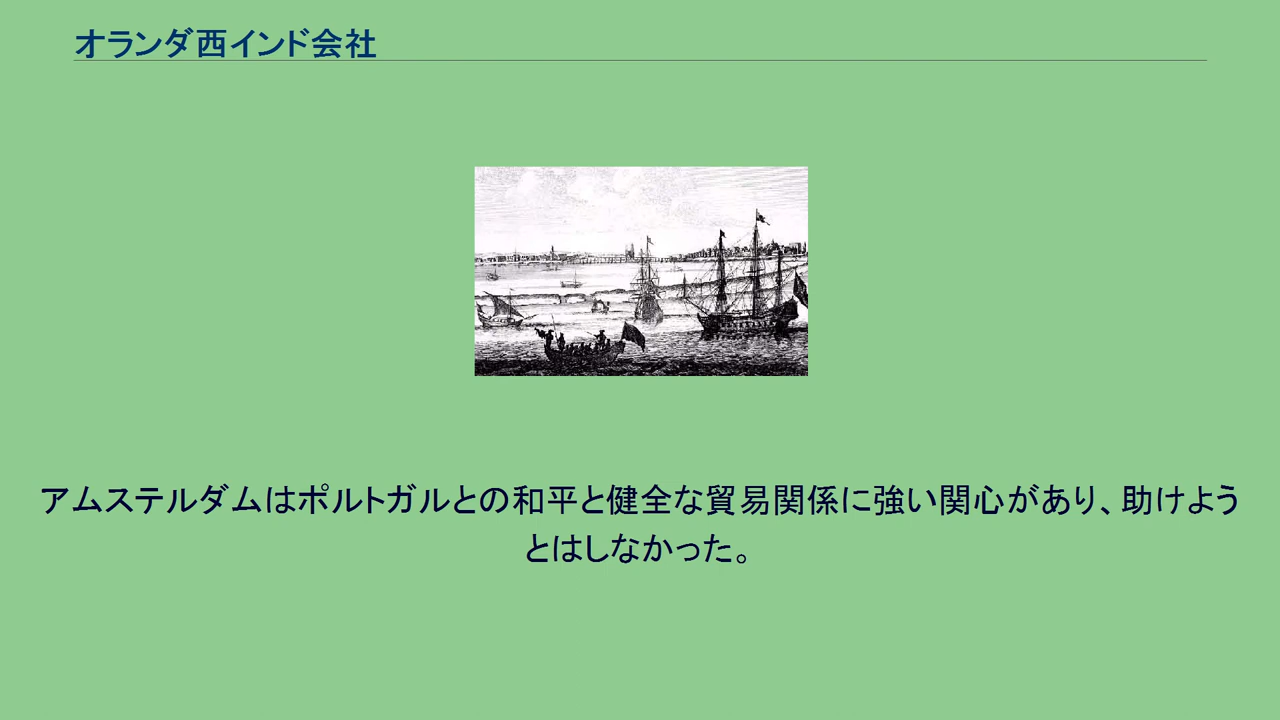 オランダ西インド会社
アムステルダムはポルトガルとの和平と健全な貿易関係に強い関心があり、助けよう
とはしなかった。